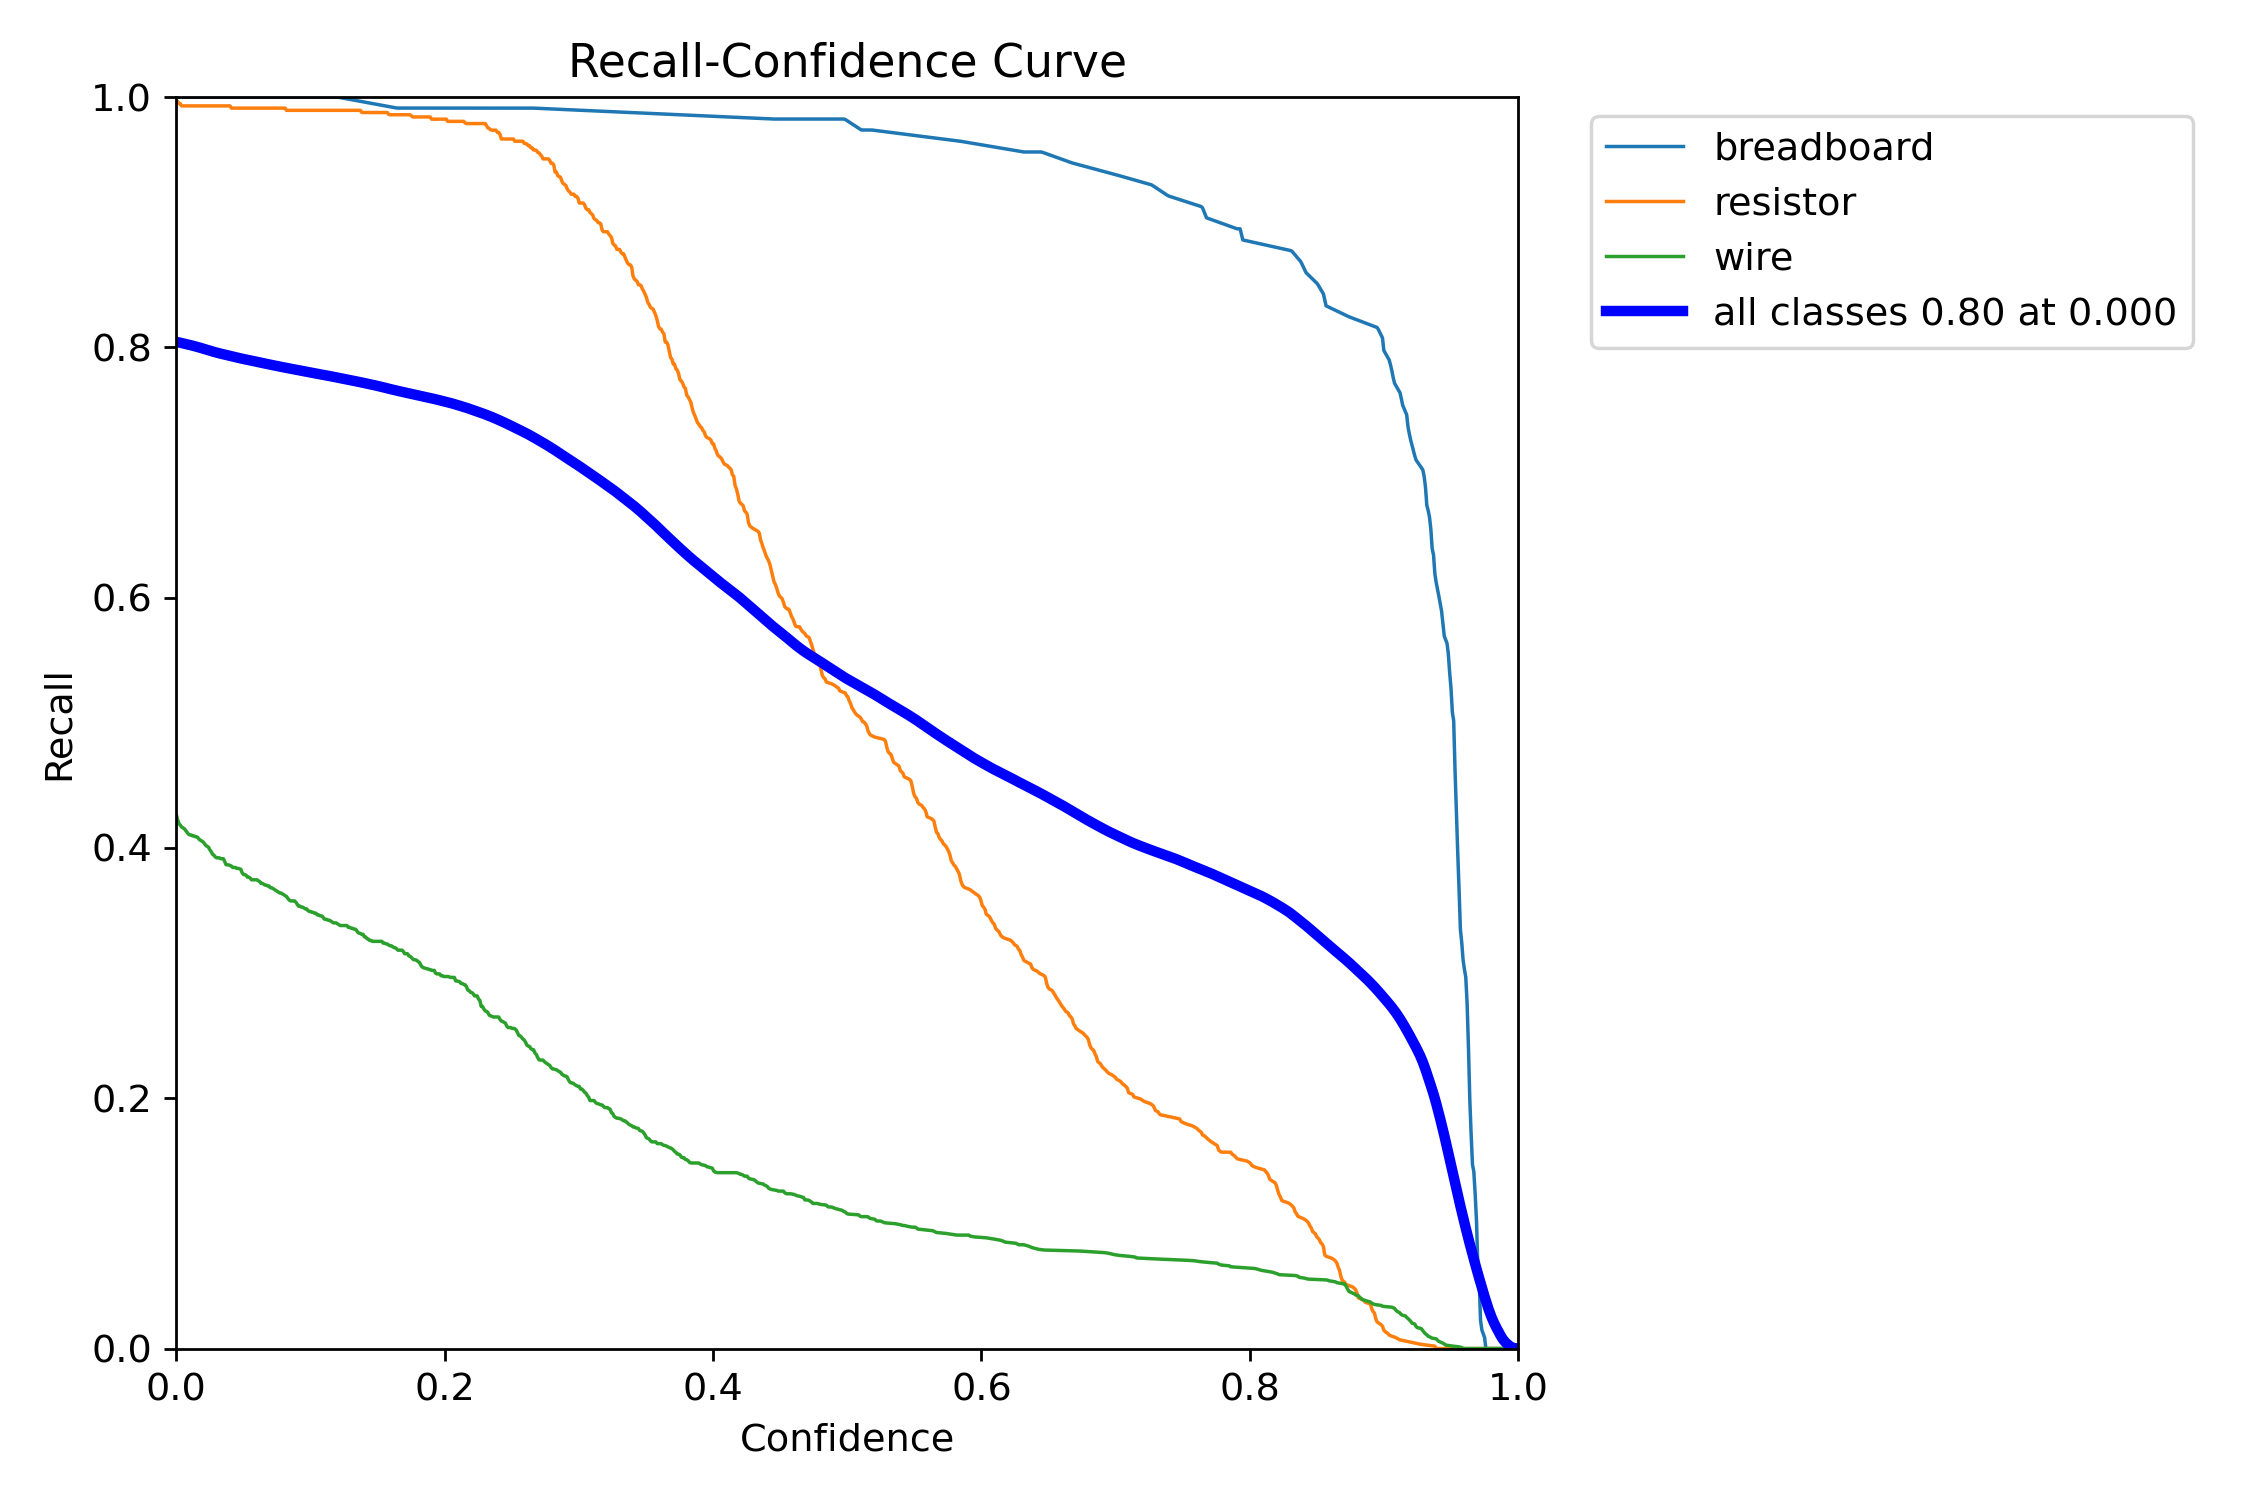 Recall-Confidence Curve
1.0
0.8
0.6
0.4
0.2
0.0
Recall
0.0 0.2 0.4 0.6 0.8 1.0
Confidence
breadboard
resistor
wire
all classes 0.80 at 0.000